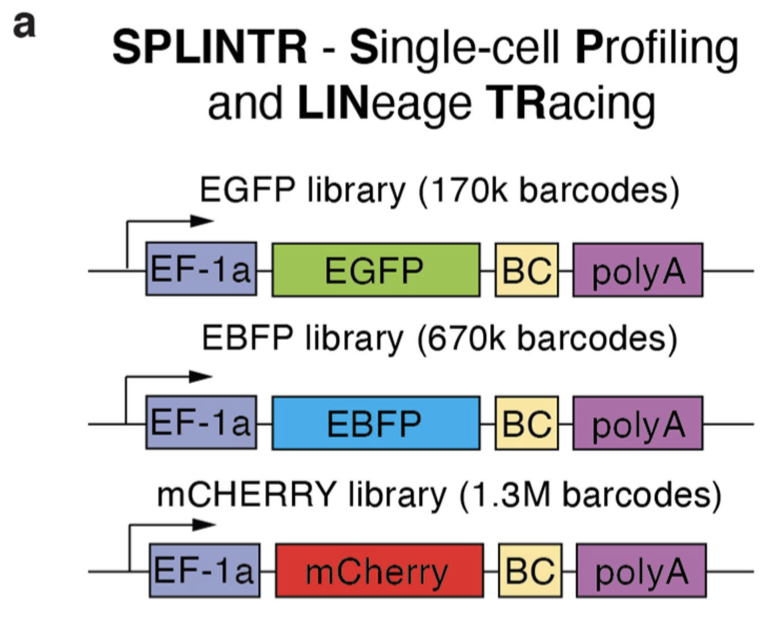 a
SPLINTR - Single-cell Profiling
and LINeage TRacing
EGFP library (170k barcodes)
EF-1a EGFP BC polyA
EBFP library (670k barcodes)
EF-1a EBFP BC polyA
mCHERRY library (1.3M barcodes)
EF-1a mCherry BC polyA